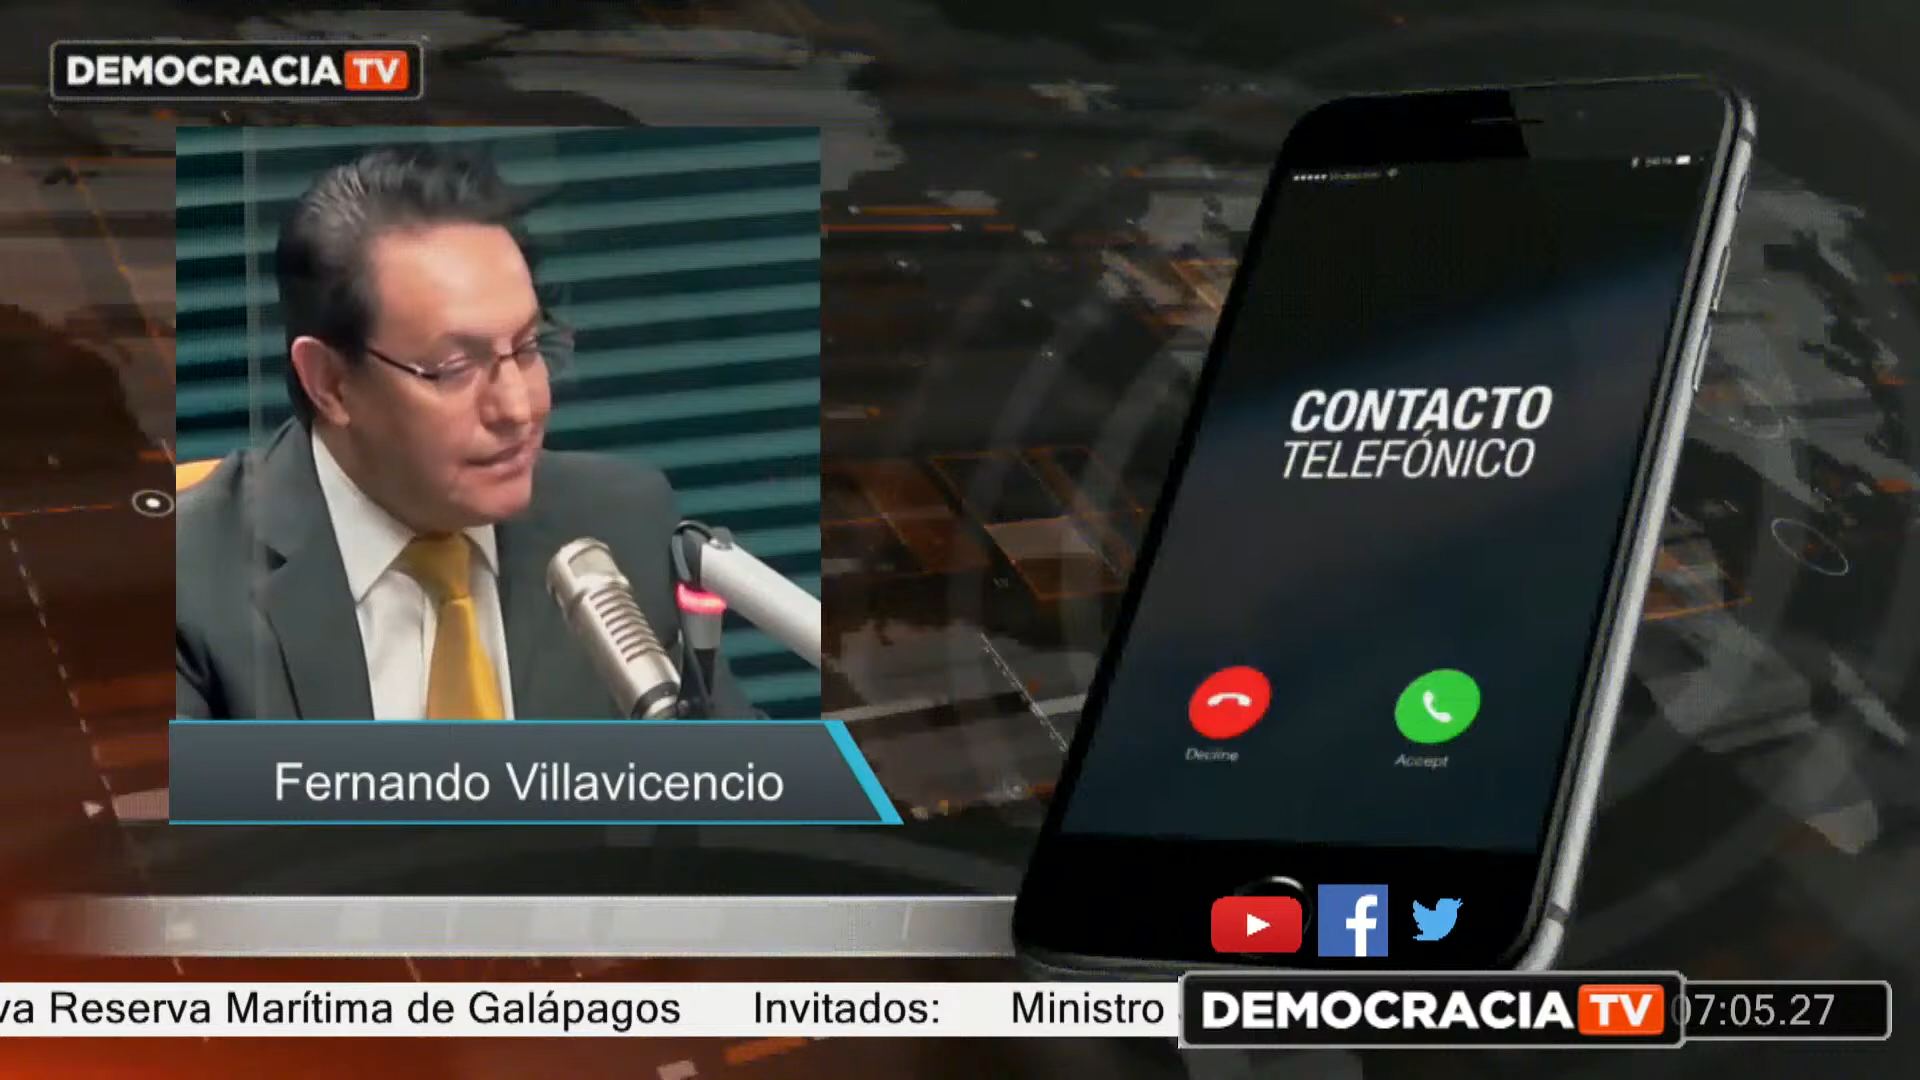 DEMOCRACIA TV
CONTACTO
TELEFÓNICO
Decline
Accept
Fernando Villavicencio
va Reserva Marítima de Galápagos Invitados: Ministro
DEMOCRACIA TV
07:05.27